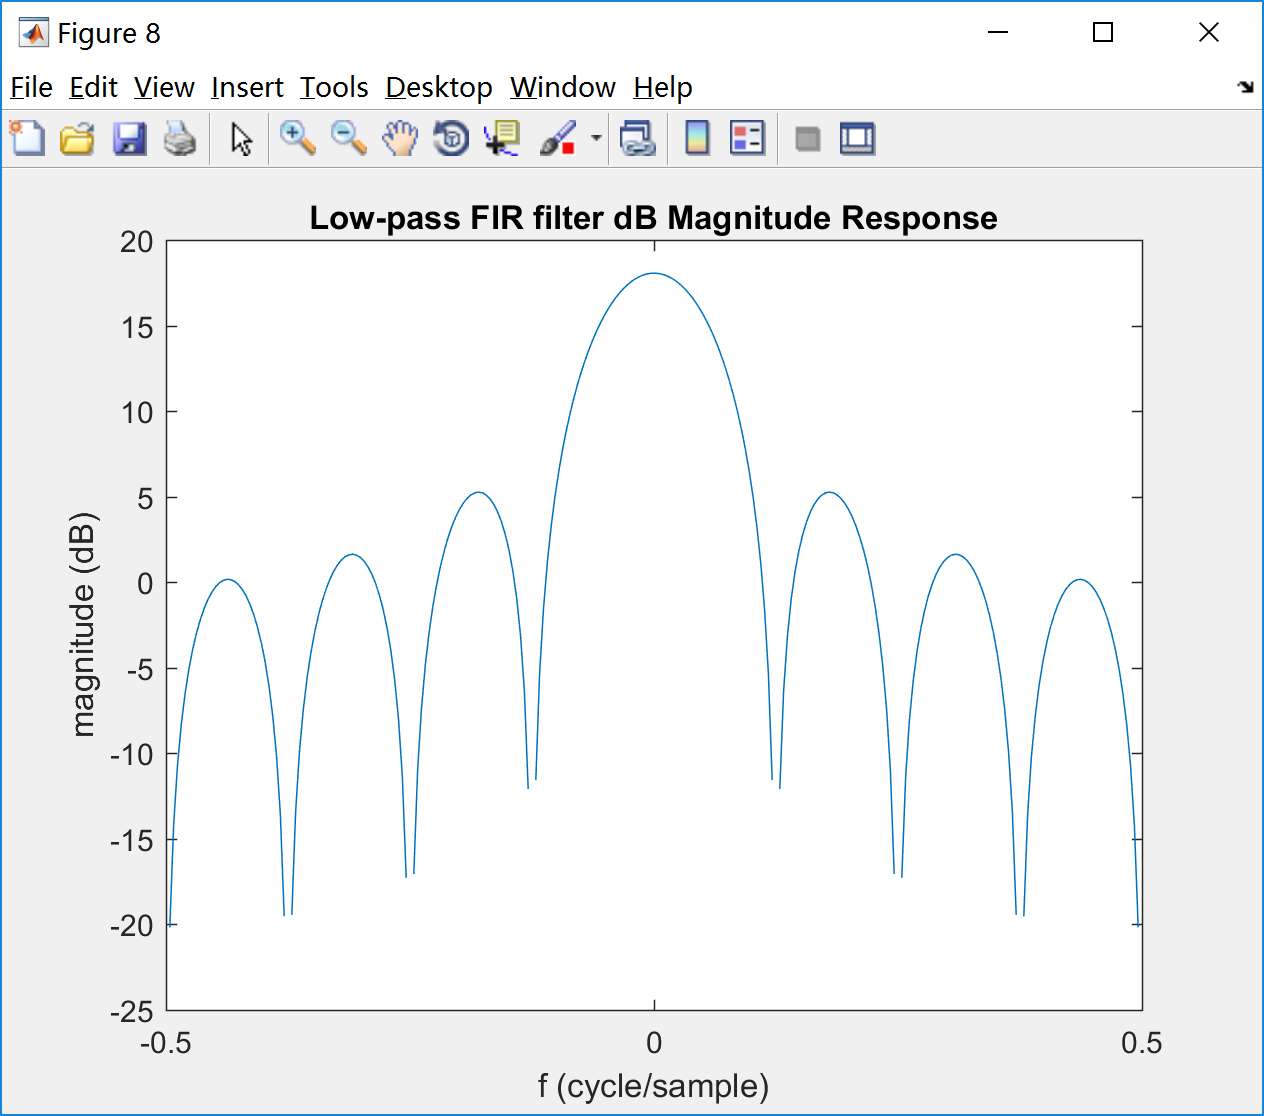 Figure 8
File Edit View Insert Tools Desktop Window Help
Low-pass FIR filter dB Magnitude Response
20
15
10
5
0
-5
-10
-15
-20
-25
magnitude (dB)
-0.5 0 0.5
f (cycle/sample)